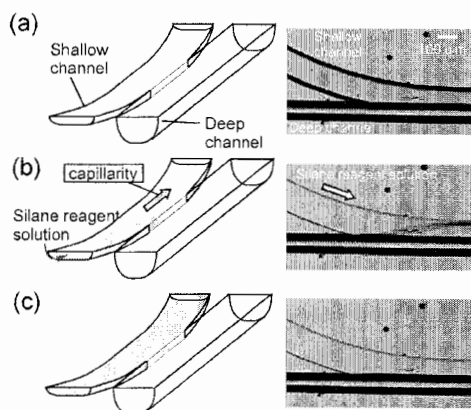 (a)
Shallow
channel
Deep
channel
Shallow
channel
100 µm
Deep channel
(b)
capillarity
Silane reagent
solution
Silane reagent solution
(c)